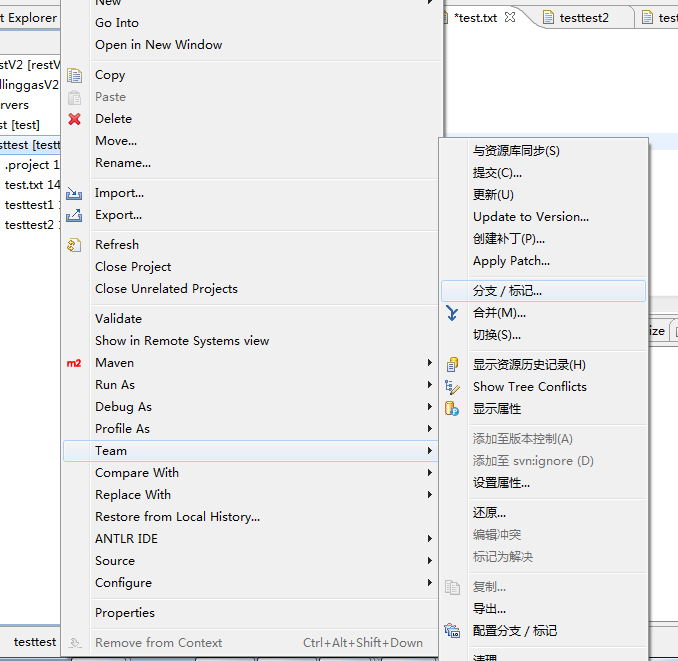 New
Go Into
Open in New Window
Copy
Paste
Delete
Move...
Rename...
Import...
Export...
Refresh
Close Project
Close Unrelated Projects
Validate
Show in Remote Systems view
Maven
Run As
Debug As
Profile As
Team
Compare With
Replace With
Restore from Local History...
ANTLR IDE
Source
Configure
Properties
Remove from Context Ctrl+Alt+Shift+Down
t Explorer
stV2 [restV
llinggasV2
rvers
st [test]
sttest [testt
.project 1
test.txt 14
testtest1
testtest2 1
testtest
*test.txt
testtest2
test
与资源库同步(S)
提交(C)...
更新(U)
Update to Version...
创建补丁(P)...
Apply Patch...
分支 / 标记...
合并(M)...
切换(S)...
显示资源历史记录(H)
Show Tree Conflicts
显示属性
添加至版本控制(A)
添加至 svn:ignore (D)
设置属性...
还原...
编辑冲突
标记为解决
复制...
导出...
配置分支 / 标记
清理
ize
m2